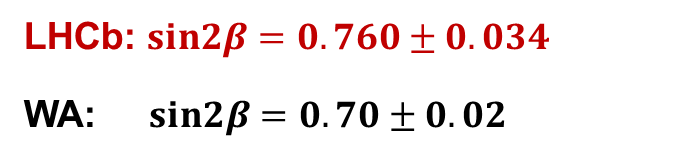 LHCb: sin2β = 0.760 ± 0.034
WA: sin2β = 0.70 ± 0.02